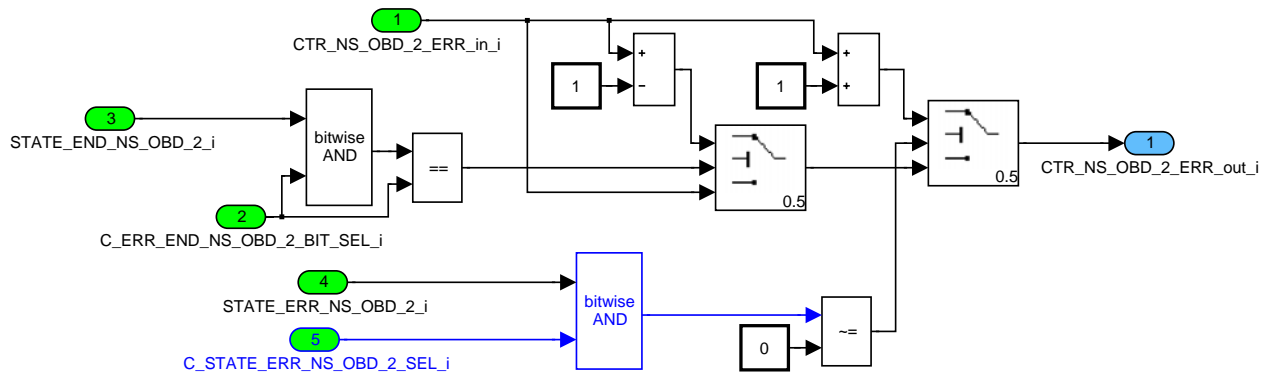 1
CTR_NS_OBD_2_ERR_in_i
+
−
1
+
+
1
3
STATE_END_NS_OBD_2_i
bitwise
AND
==
0.5
0.5
1
CTR_NS_OBD_2_ERR_out_i
2
C_ERR_END_NS_OBD_2_BIT_SEL_i
4
STATE_ERR_NS_OBD_2_i
bitwise
AND
5
C_STATE_ERR_NS_OBD_2_SEL_i
0
~=